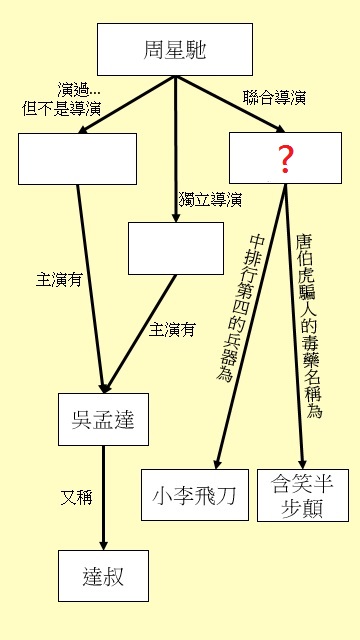 周星馳
演過...
但不是導演
聯合導演
?
獨立導演
主演有
主演有
中排行第四的兵器為
唐伯虎騙人的毒藥名稱為
吳孟達
小李飛刀
含笑半
步顛
又稱
達叔